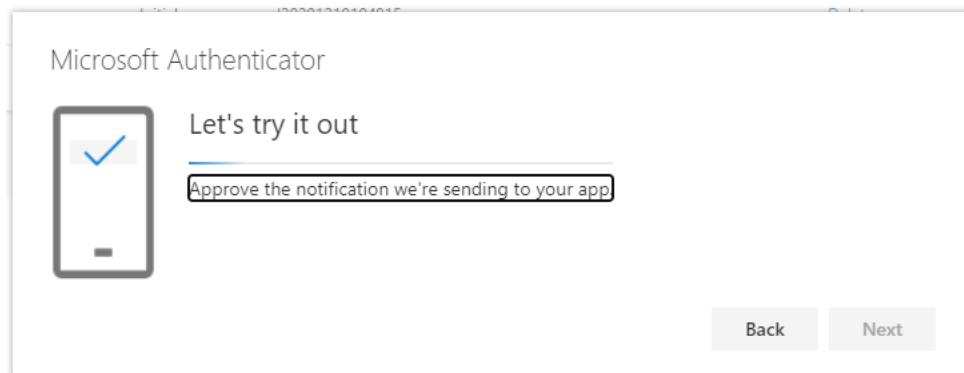 Microsoft Authenticator
Let's try it out
Approve the notification we're sending to your app.
Back Next